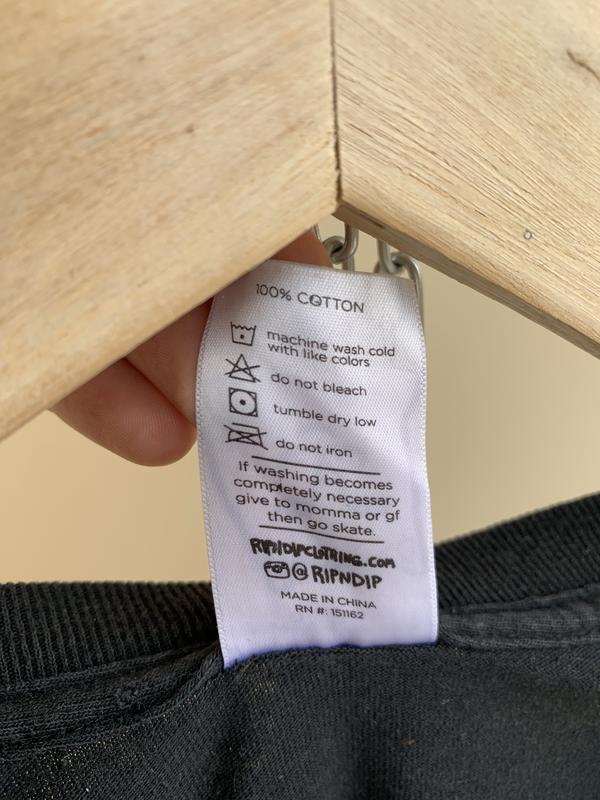 100% COTTON
machine wash cold
with like colors
do not bleach
tumble dry low
do not iron
If washing becomes
completely necessary
give to momma or gf
then go skate.
RIPNDIPCLOTHING.COM
@RIPNDIP
MADE IN CHINA
RN #: 151162